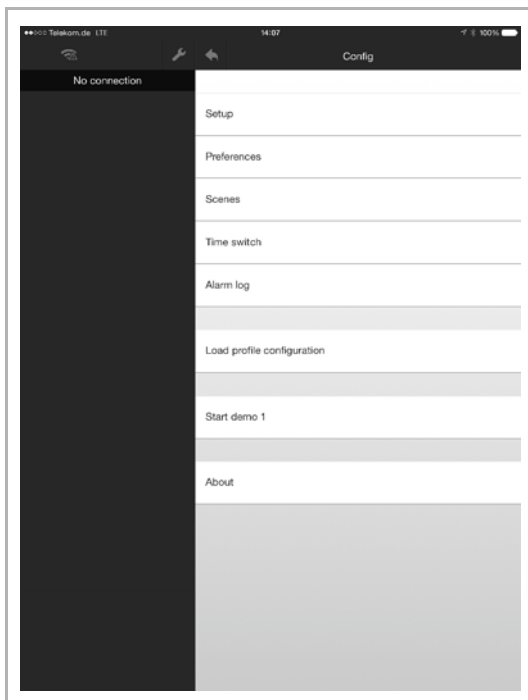 Telekom.de LTE 14:07 100%
Config
No connection
Setup
Preferences
Scenes
Time switch
Alarm log
Load profile configuration
Start demo 1
About